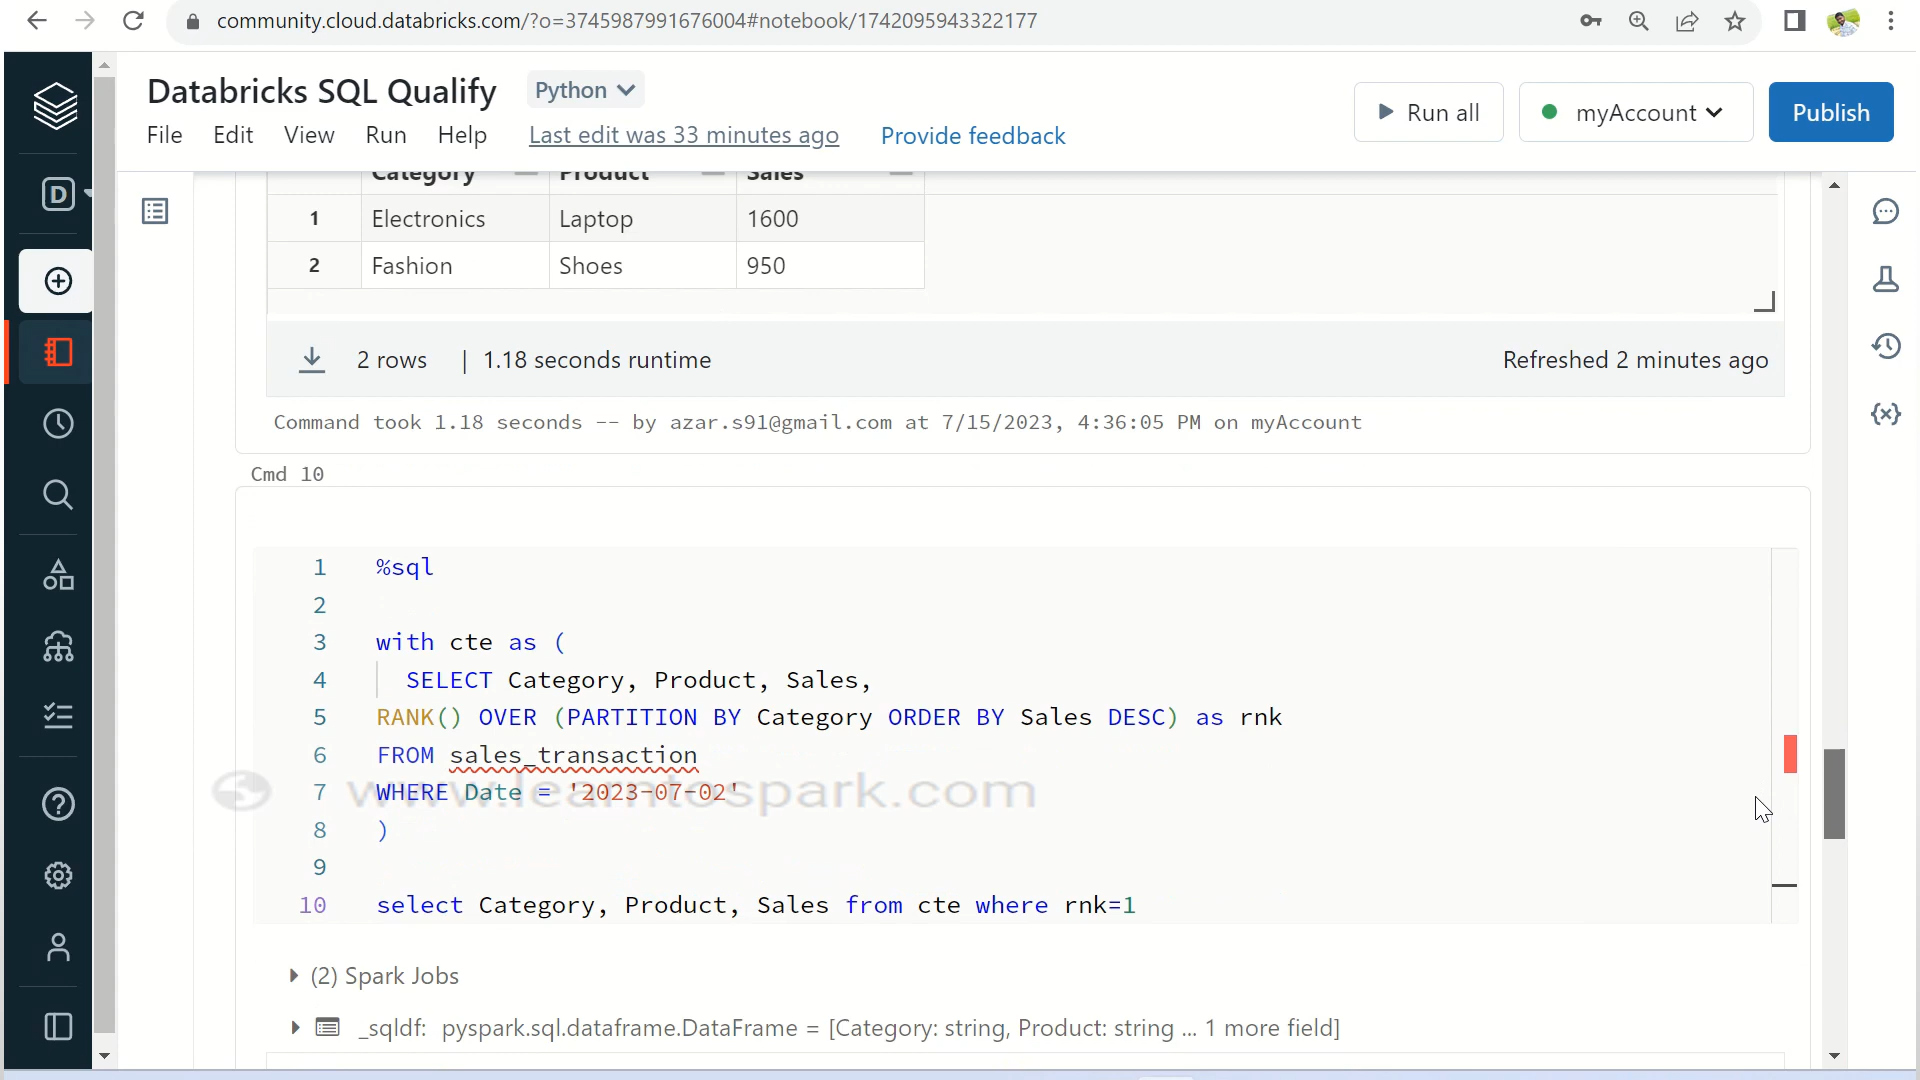 community.cloud.databricks.com/?o=3745987991676004#notebook/1742095943322177
Databricks SQL Qualify
Python
File Edit View Run Help Last edit was 33 minutes ago Provide feedback
Run all
myAccount
Publish
D
Category Product Sales
1 Electronics Laptop 1600
2 Fashion Shoes 950
2 rows | 1.18 seconds runtime
Refreshed 2 minutes ago
Command took 1.18 seconds -- by azar.s91@gmail.com at 7/15/2023, 4:36:05 PM on myAccount
Cmd 10
1 %sql
2
3 with cte as (
4 SELECT Category, Product, Sales,
5 RANK() OVER (PARTITION BY Category ORDER BY Sales DESC) as rnk
6 FROM sales_transaction
7 WHERE Date = '2023-07-02'
www.learntospark.com
8 )
9
10 select Category, Product, Sales from cte where rnk=1
(2) Spark Jobs
_sqldf: pyspark.sql.dataframe.DataFrame = [Category: string, Product: string ... 1 more field]